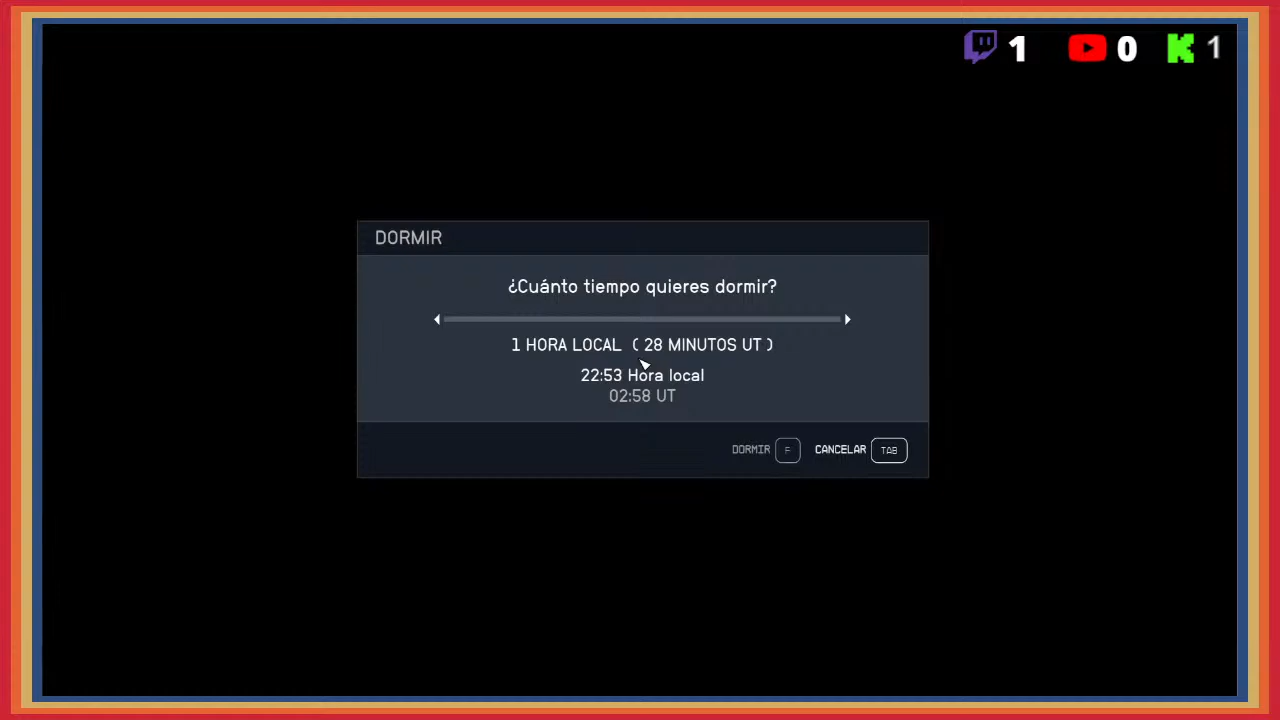 1 0 1
DORMIR
¿Cuánto tiempo quieres dormir?
1 HORA LOCAL ( 28 MINUTOS UT )
22:53 Hora local
02:58 UT
DORMIR F CANCELAR TAB